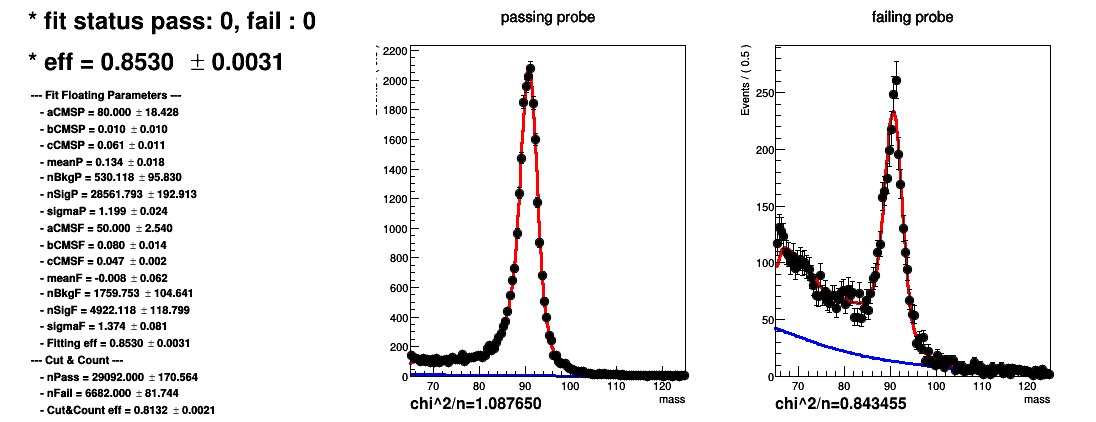 * fit status pass: 0, fail : 0
* eff = 0.8530 ± 0.0031
--- Fit Floating Parameters ---
- aCMSP = 80.000 ± 18.428
- bCMSP = 0.010 ± 0.010
- cCMSP = 0.061 ± 0.011
- meanP = 0.134 ± 0.018
- nBkgP = 530.118 ± 95.830
- nSigP = 28561.793 ± 192.913
- sigmaP = 1.199 ± 0.024
- aCMSF = 50.000 ± 2.540
- bCMSF = 0.080 ± 0.014
- cCMSF = 0.047 ± 0.002
- meanF = -0.008 ± 0.062
- nBkgF = 1759.753 ± 104.641
- nSigF = 4922.118 ± 118.799
- sigmaF = 1.374 ± 0.081
- Fitting eff = 0.8530 ± 0.0031
--- Cut & Count ---
- nPass = 29092.000 ± 170.564
- nFail = 6682.000 ± 81.744
- Cut&Count eff = 0.8132 ± 0.0021
passing probe
2200
2000
1800
1600
1400
1200
1000
800
600
400
200
0
70 80 90 100 110 120
mass
chi^2/n=1.087650
failing probe
Events / ( 0.5 )
250
200
150
100
50
0
70 80 90 100 110 120
mass
chi^2/n=0.843455